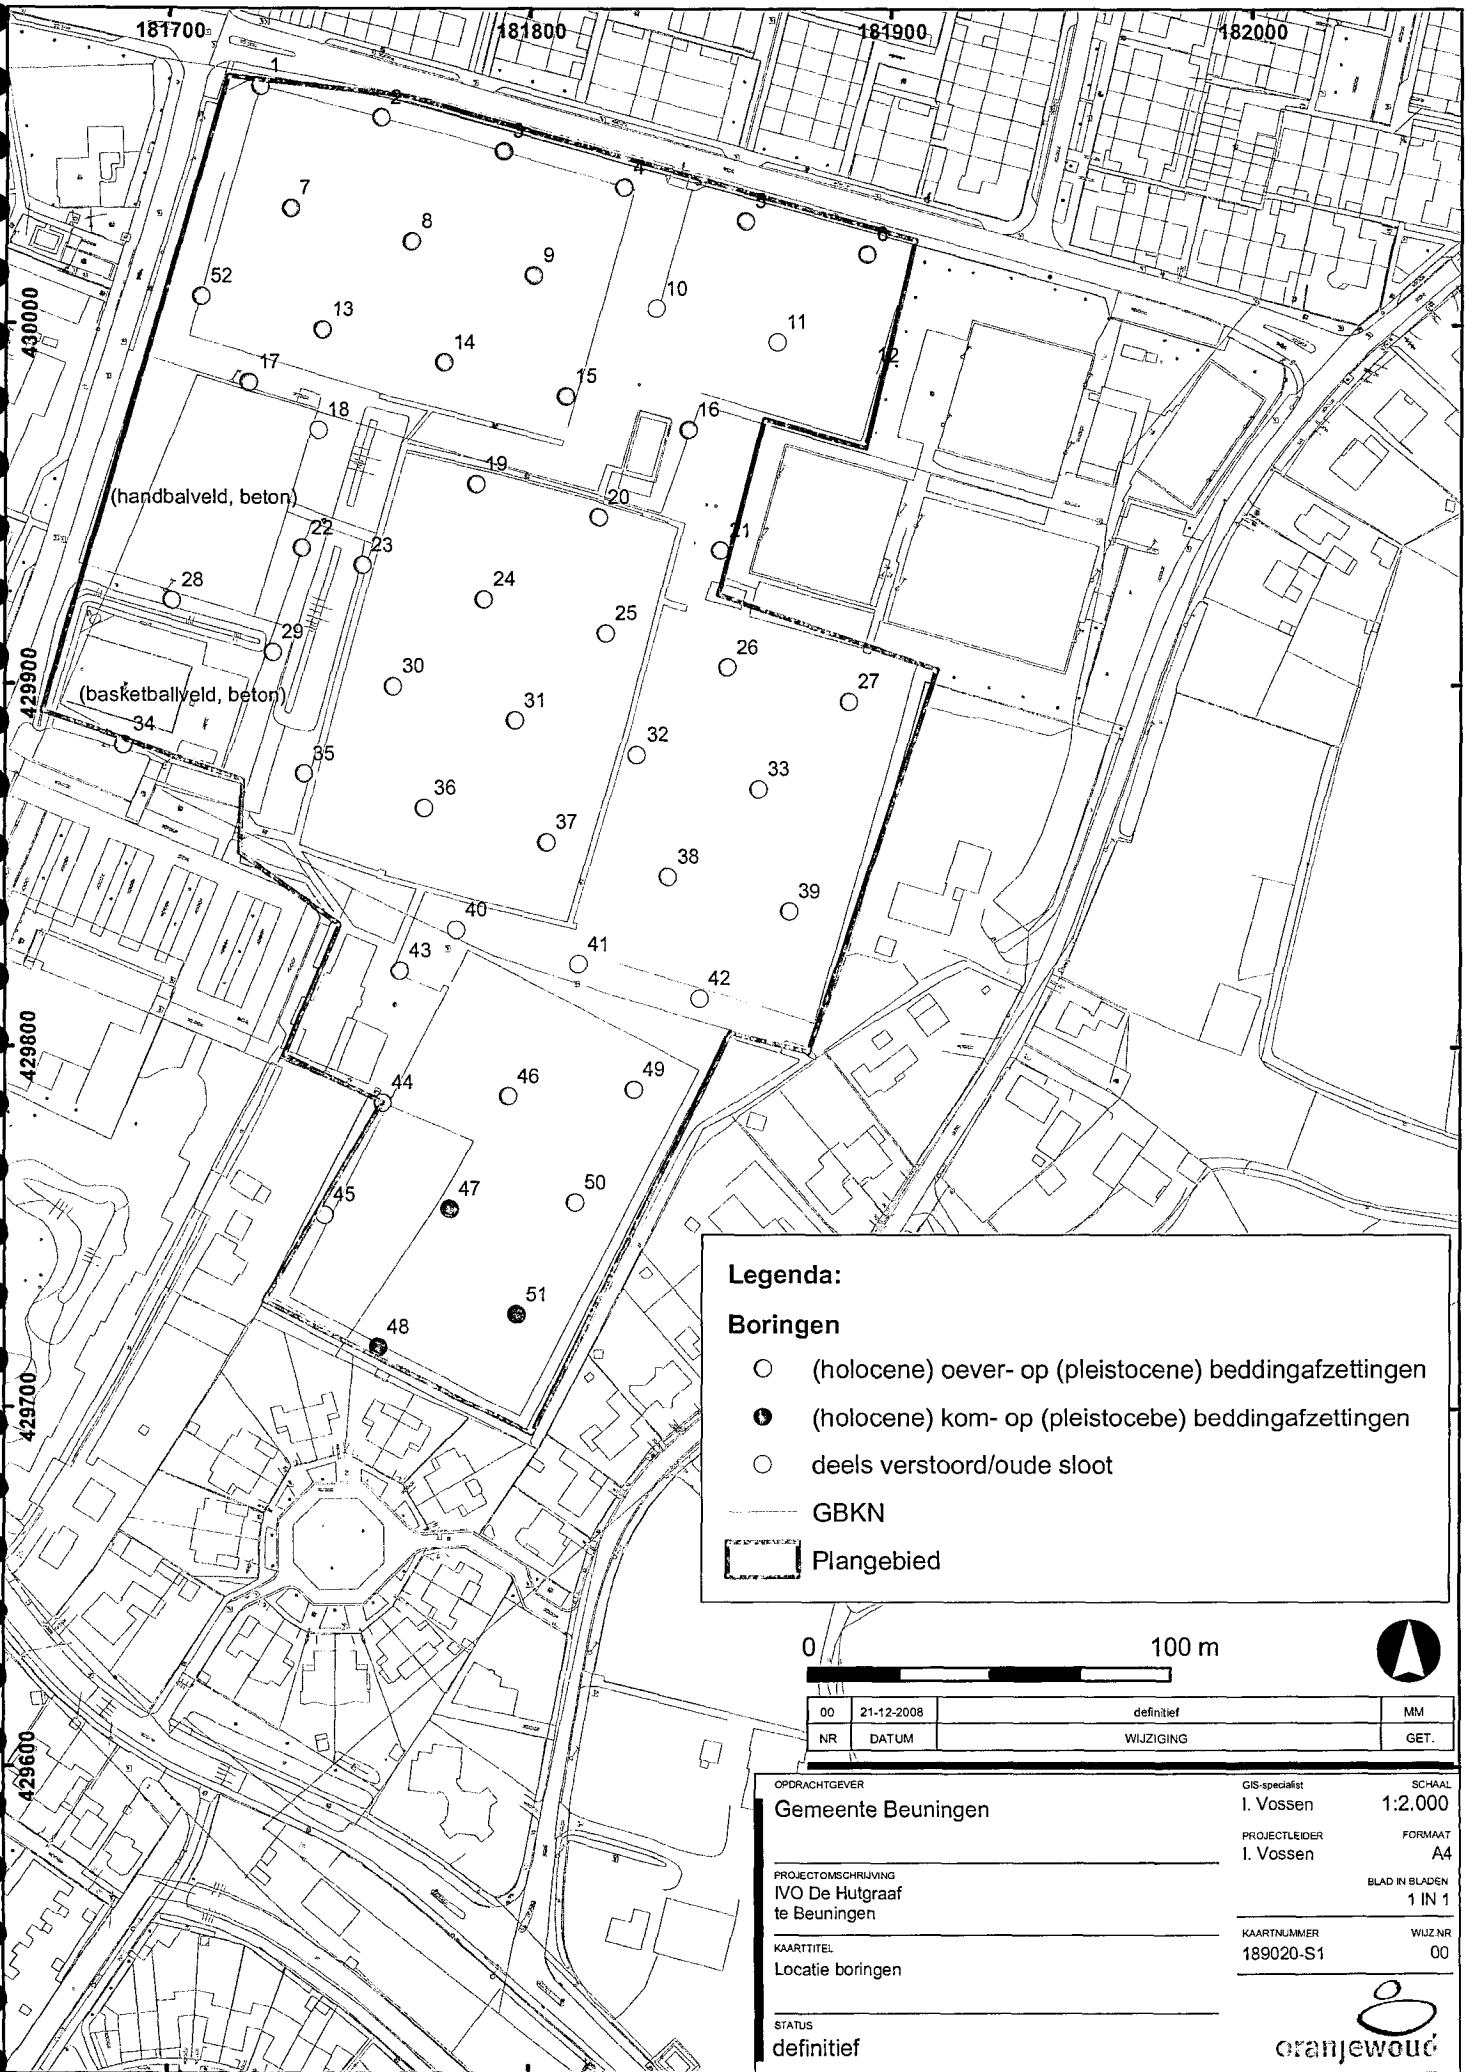 181700 181800 181900 182000
1
2
3
4
5
6
7
8
9
52
10
430000
13
11
14
12
17
15
18
16
19
(handbalveld, beton)
20
22
23
21
28
24
25
29
26
429900
30
27
(basketballveld, beton)
31
34
32
35
33
36
37
38
39
40
41
43
42
429800
46
49
44
45
47
50
51
48
429700
429600
Legenda:
Boringen
(holocene) oever- op (pleistocene) beddingafzettingen
(holocene) kom- op (pleistocebe) beddingafzettingen
deels verstoord/oude sloot
GBKN
Plangebied
0 100 m
00 21-12-2008 definitief MM
NR DATUM WIJZIGING GET.
OPDRACHTGEVER GIS-specialist SCHAAL
Gemeente Beuningen I. Vossen 1:2.000
PROJECTLEIDER FORMAAT
I. Vossen A4
PROJECTOMSCHRIJVING BLAD IN BLADEN
IVO De Hutgraaf 1 IN 1
te Beuningen
KAARTNUMMER WIJZ.NR
KAARTTITEL 189020-S1 00
Locatie boringen
STATUS
definitief
oranjewoud